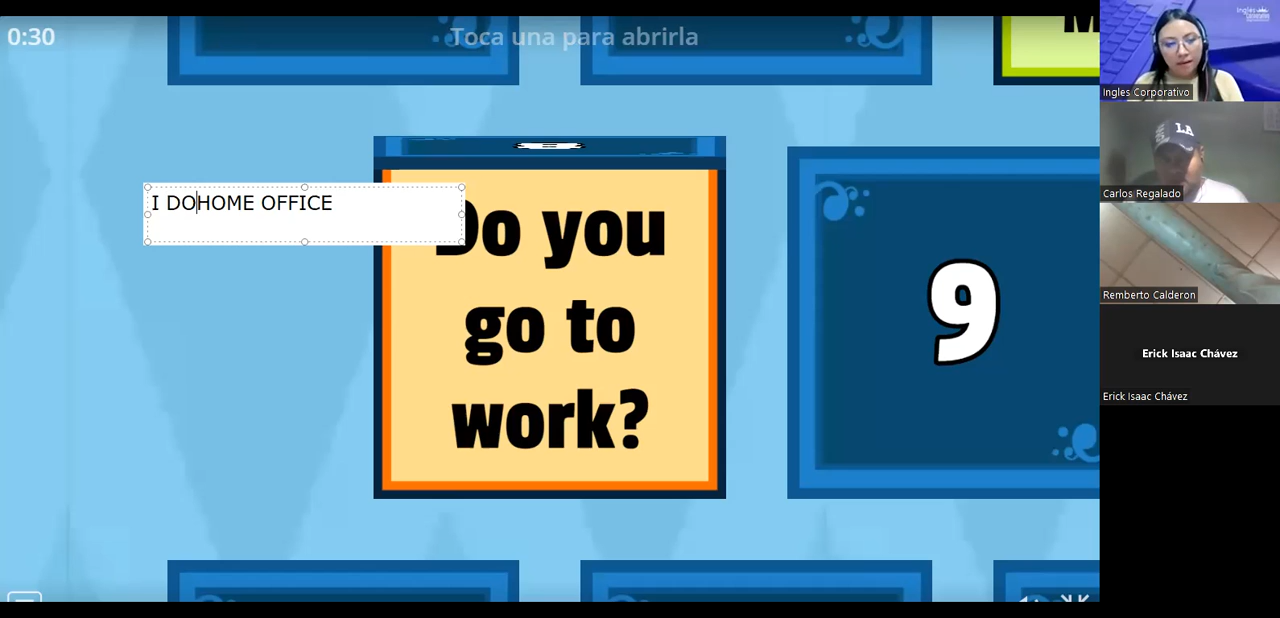 0:30
Toca una para abrirla
I DOHOME OFFICE
Do you
go to
work?
9
Ingles Corporativo
Carlos Regalado
Remberto Calderon
Erick Isaac Chávez
Erick Isaac Chávez
LA